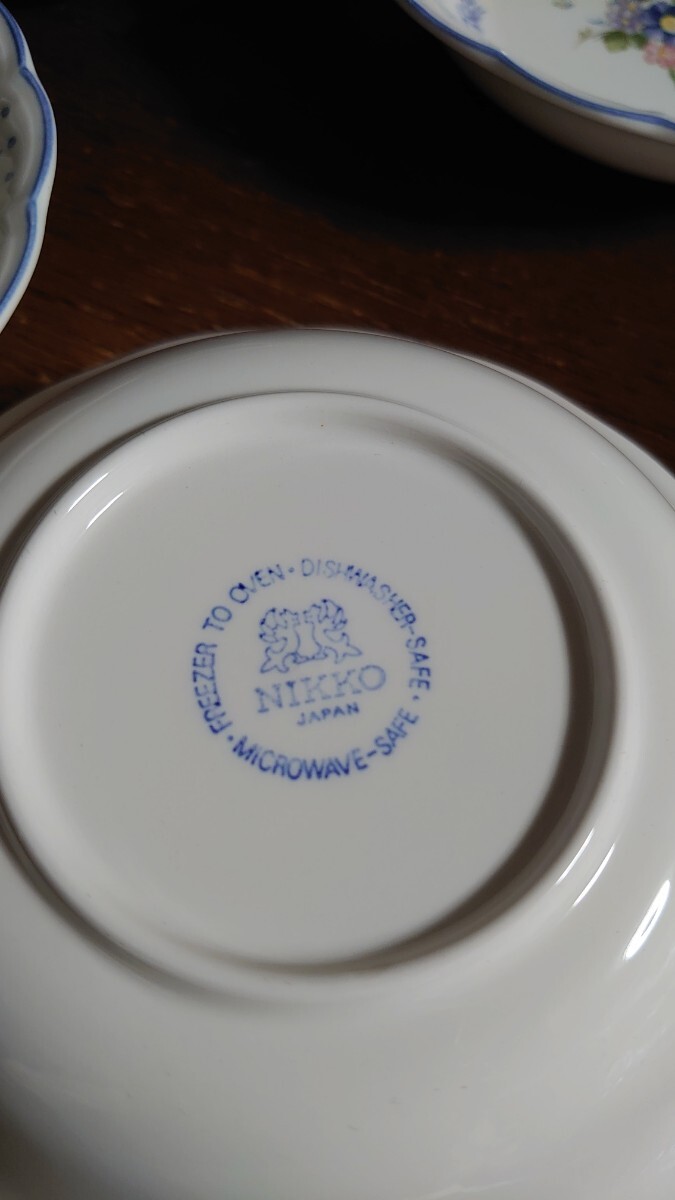 FREEZER TO OVEN · DISHWASHER-SAFE · MICROWAVE-SAFE ·
NIKKO
JAPAN